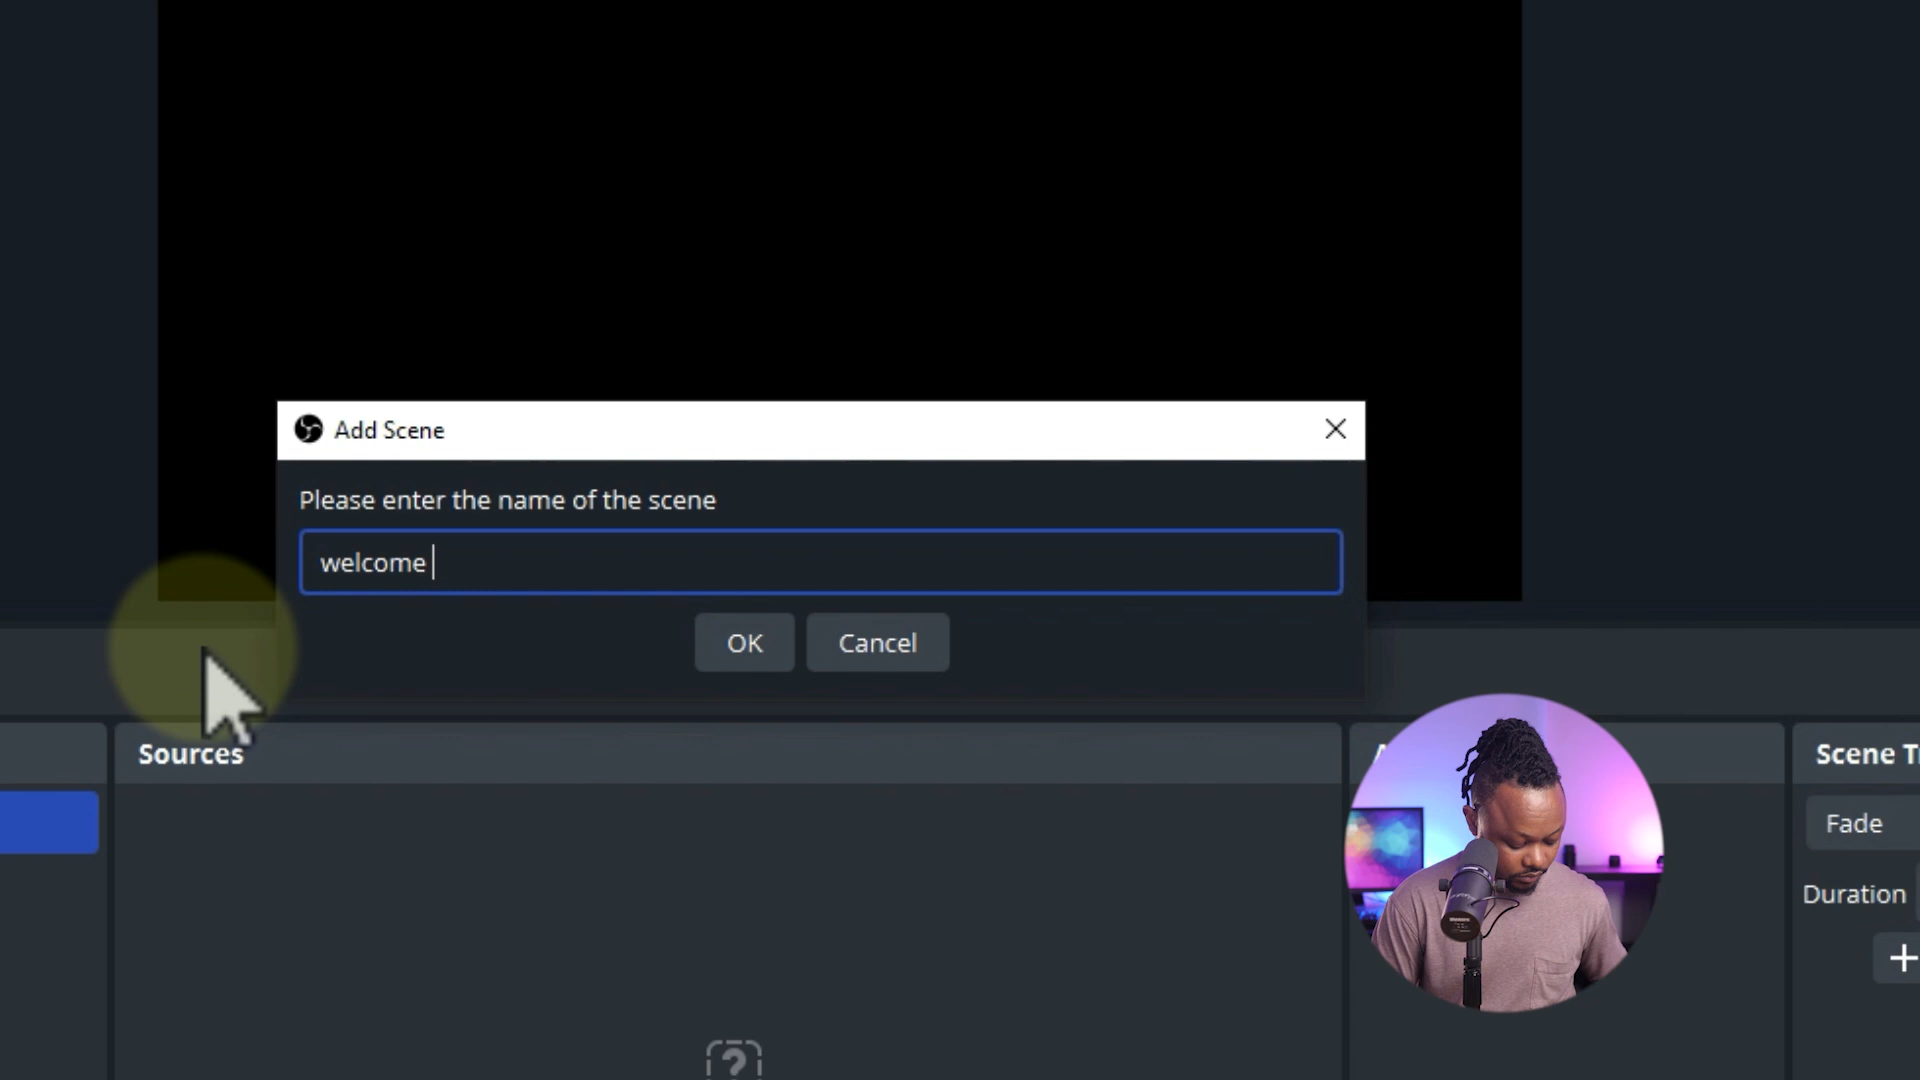 Add Scene
Please enter the name of the scene
welcome
OK
Cancel
Sources
Scene T
Fade
Duration